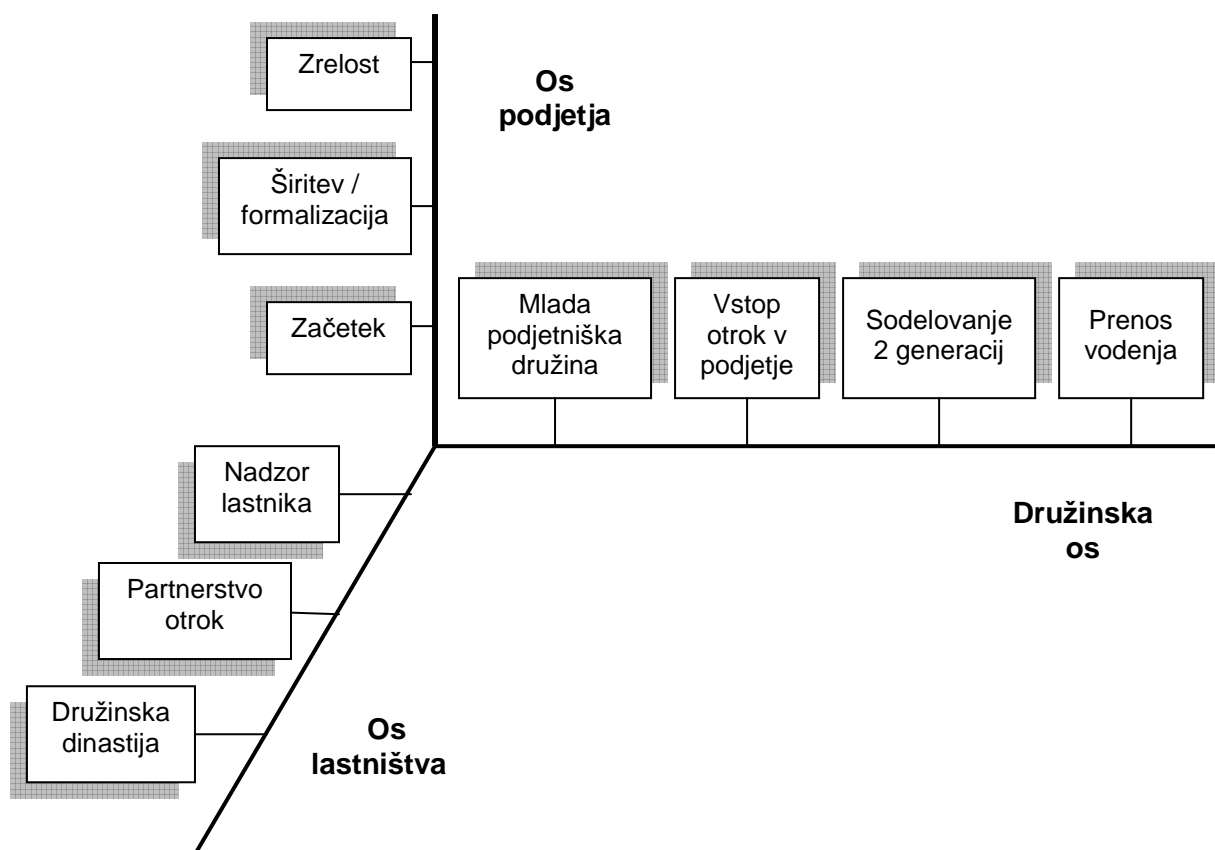 Zrelost
Os
podjetja
Širitev /
formalizacija
Začetek
Mlada
podjetniška
družina
Vstop
otrok v
podjetje
Sodelovanje
2 generacij
Prenos
vodenja
Nadzor
lastnika
Družinska
os
Partnerstvo
otrok
Družinska
dinastija
Os
lastništva